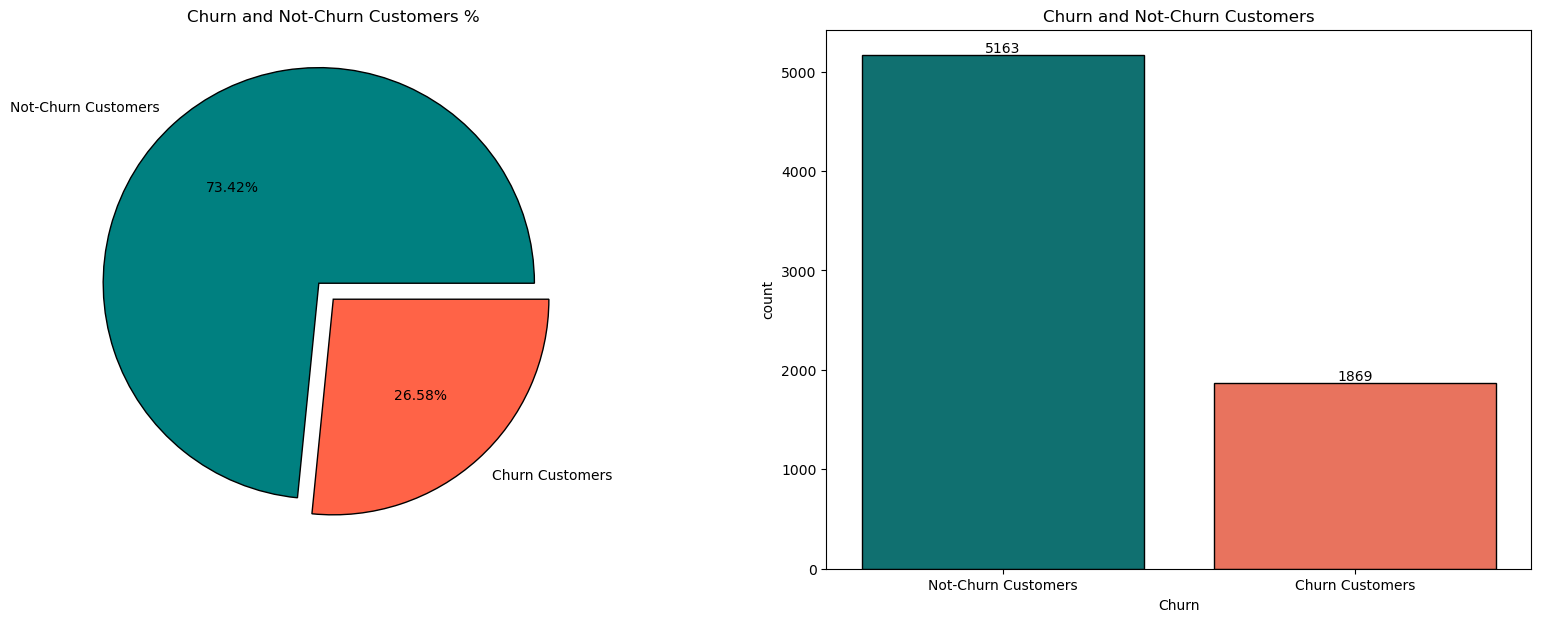 Churn and Not-Churn Customers %
Not-Churn Customers
73.42%
26.58%
Churn Customers
Churn and Not-Churn Customers
5163
1869
5000
4000
3000
2000
1000
0
count
Not-Churn Customers
Churn Customers
Churn